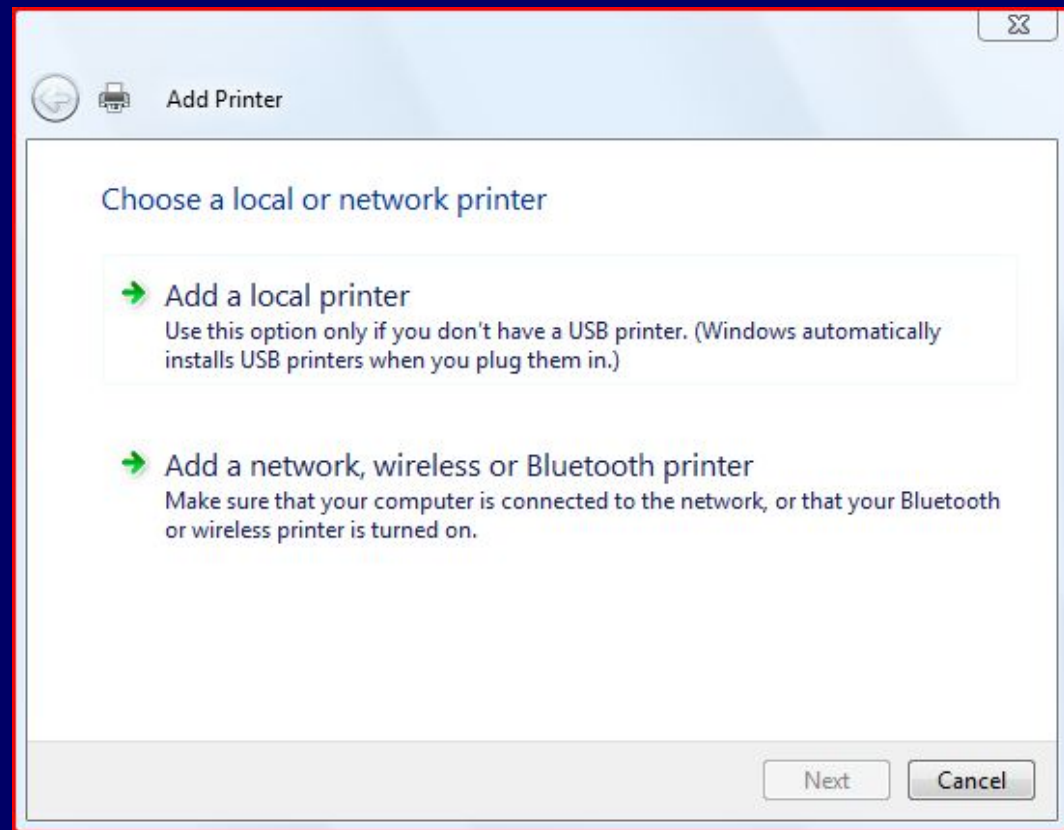 Add Printer
Choose a local or network printer
Add a local printer
Use this option only if you don't have a USB printer. (Windows automatically
installs USB printers when you plug them in.)
Add a network, wireless or Bluetooth printer
Make sure that your computer is connected to the network, or that your Bluetooth
or wireless printer is turned on.
Next
Cancel